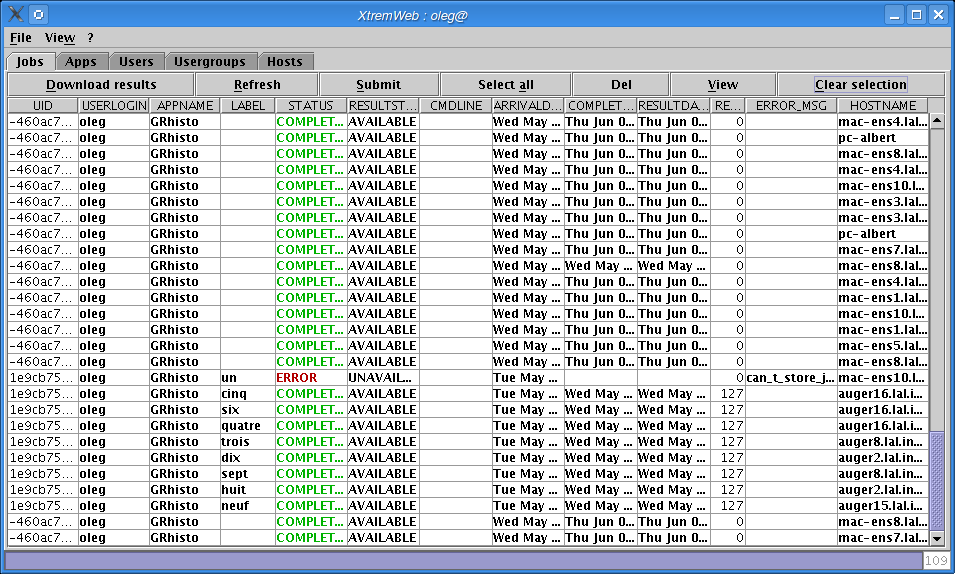 XtremWeb : oleg@
File View ?
Jobs Apps Users Usergroups Hosts
Download results Refresh Submit Select all Del View Clear selection
UID USERLOGIN APPNAME LABEL STATUS RESULTST... CMDLINE ARRIVALD... COMPLET... RESULTDA... RE... ERROR_MSG HOSTNAME
-460ac7... oleg GRhisto COMPLET... AVAILABLE Wed May ... Thu Jun 0... Thu Jun 0... 0 mac-ens4.lal...
-460ac7... oleg GRhisto COMPLET... AVAILABLE Wed May ... Thu Jun 0... Thu Jun 0... 0 pc-albert
-460ac7... oleg GRhisto COMPLET... AVAILABLE Wed May ... Thu Jun 0... Thu Jun 0... 0 mac-ens8.lal...
-460ac7... oleg GRhisto COMPLET... AVAILABLE Wed May ... Thu Jun 0... Thu Jun 0... 0 mac-ens4.lal...
-460ac7... oleg GRhisto COMPLET... AVAILABLE Wed May ... Thu Jun 0... Thu Jun 0... 0 mac-ens10.l...
-460ac7... oleg GRhisto COMPLET... AVAILABLE Wed May ... Thu Jun 0... Thu Jun 0... 0 mac-ens3.lal...
-460ac7... oleg GRhisto COMPLET... AVAILABLE Wed May ... Thu Jun 0... Thu Jun 0... 0 mac-ens3.lal...
-460ac7... oleg GRhisto COMPLET... AVAILABLE Wed May ... Thu Jun 0... Thu Jun 0... 0 pc-albert
-460ac7... oleg GRhisto COMPLET... AVAILABLE Wed May ... Thu Jun 0... Thu Jun 0... 0 mac-ens7.lal...
-460ac7... oleg GRhisto COMPLET... AVAILABLE Wed May ... Wed May ... Wed May ... 0 mac-ens8.lal...
-460ac7... oleg GRhisto COMPLET... AVAILABLE Wed May ... Thu Jun 0... Thu Jun 0... 0 mac-ens4.lal...
-460ac7... oleg GRhisto COMPLET... AVAILABLE Wed May ... Thu Jun 0... Thu Jun 0... 0 mac-ens1.lal...
-460ac7... oleg GRhisto COMPLET... AVAILABLE Wed May ... Thu Jun 0... Thu Jun 0... 0 mac-ens10.l...
-460ac7... oleg GRhisto COMPLET... AVAILABLE Wed May ... Thu Jun 0... Thu Jun 0... 0 mac-ens1.lal...
-460ac7... oleg GRhisto COMPLET... AVAILABLE Wed May ... Thu Jun 0... Thu Jun 0... 0 mac-ens5.lal...
-460ac7... oleg GRhisto COMPLET... AVAILABLE Wed May ... Thu Jun 0... Thu Jun 0... 0 mac-ens8.lal...
1e9cb75... oleg GRhisto un ERROR UNAVAIL... Tue May ... 0 can_t_store_j... mac-ens10.l...
1e9cb75... oleg GRhisto cinq COMPLET... AVAILABLE Tue May ... Wed May ... Wed May ... 127 auger16.lal.i...
1e9cb75... oleg GRhisto six COMPLET... AVAILABLE Tue May ... Wed May ... Wed May ... 127 auger16.lal.i...
1e9cb75... oleg GRhisto quatre COMPLET... AVAILABLE Tue May ... Wed May ... Wed May ... 127 auger16.lal.i...
1e9cb75... oleg GRhisto trois COMPLET... AVAILABLE Tue May ... Wed May ... Wed May ... 127 auger8.lal.in...
1e9cb75... oleg GRhisto dix COMPLET... AVAILABLE Tue May ... Wed May ... Wed May ... 127 auger2.lal.in...
1e9cb75... oleg GRhisto sept COMPLET... AVAILABLE Tue May ... Wed May ... Wed May ... 127 auger8.lal.in...
1e9cb75... oleg GRhisto huit COMPLET... AVAILABLE Tue May ... Wed May ... Wed May ... 127 auger2.lal.in...
1e9cb75... oleg GRhisto neuf COMPLET... AVAILABLE Tue May ... Wed May ... Wed May ... 127 auger15.lal.i...
-460ac7... oleg GRhisto COMPLET... AVAILABLE Wed May ... Thu Jun 0... Thu Jun 0... 0 mac-ens8.lal...
-460ac7... oleg GRhisto COMPLET... AVAILABLE Wed May ... Thu Jun 0... Thu Jun 0... 0 mac-ens7.lal...
109